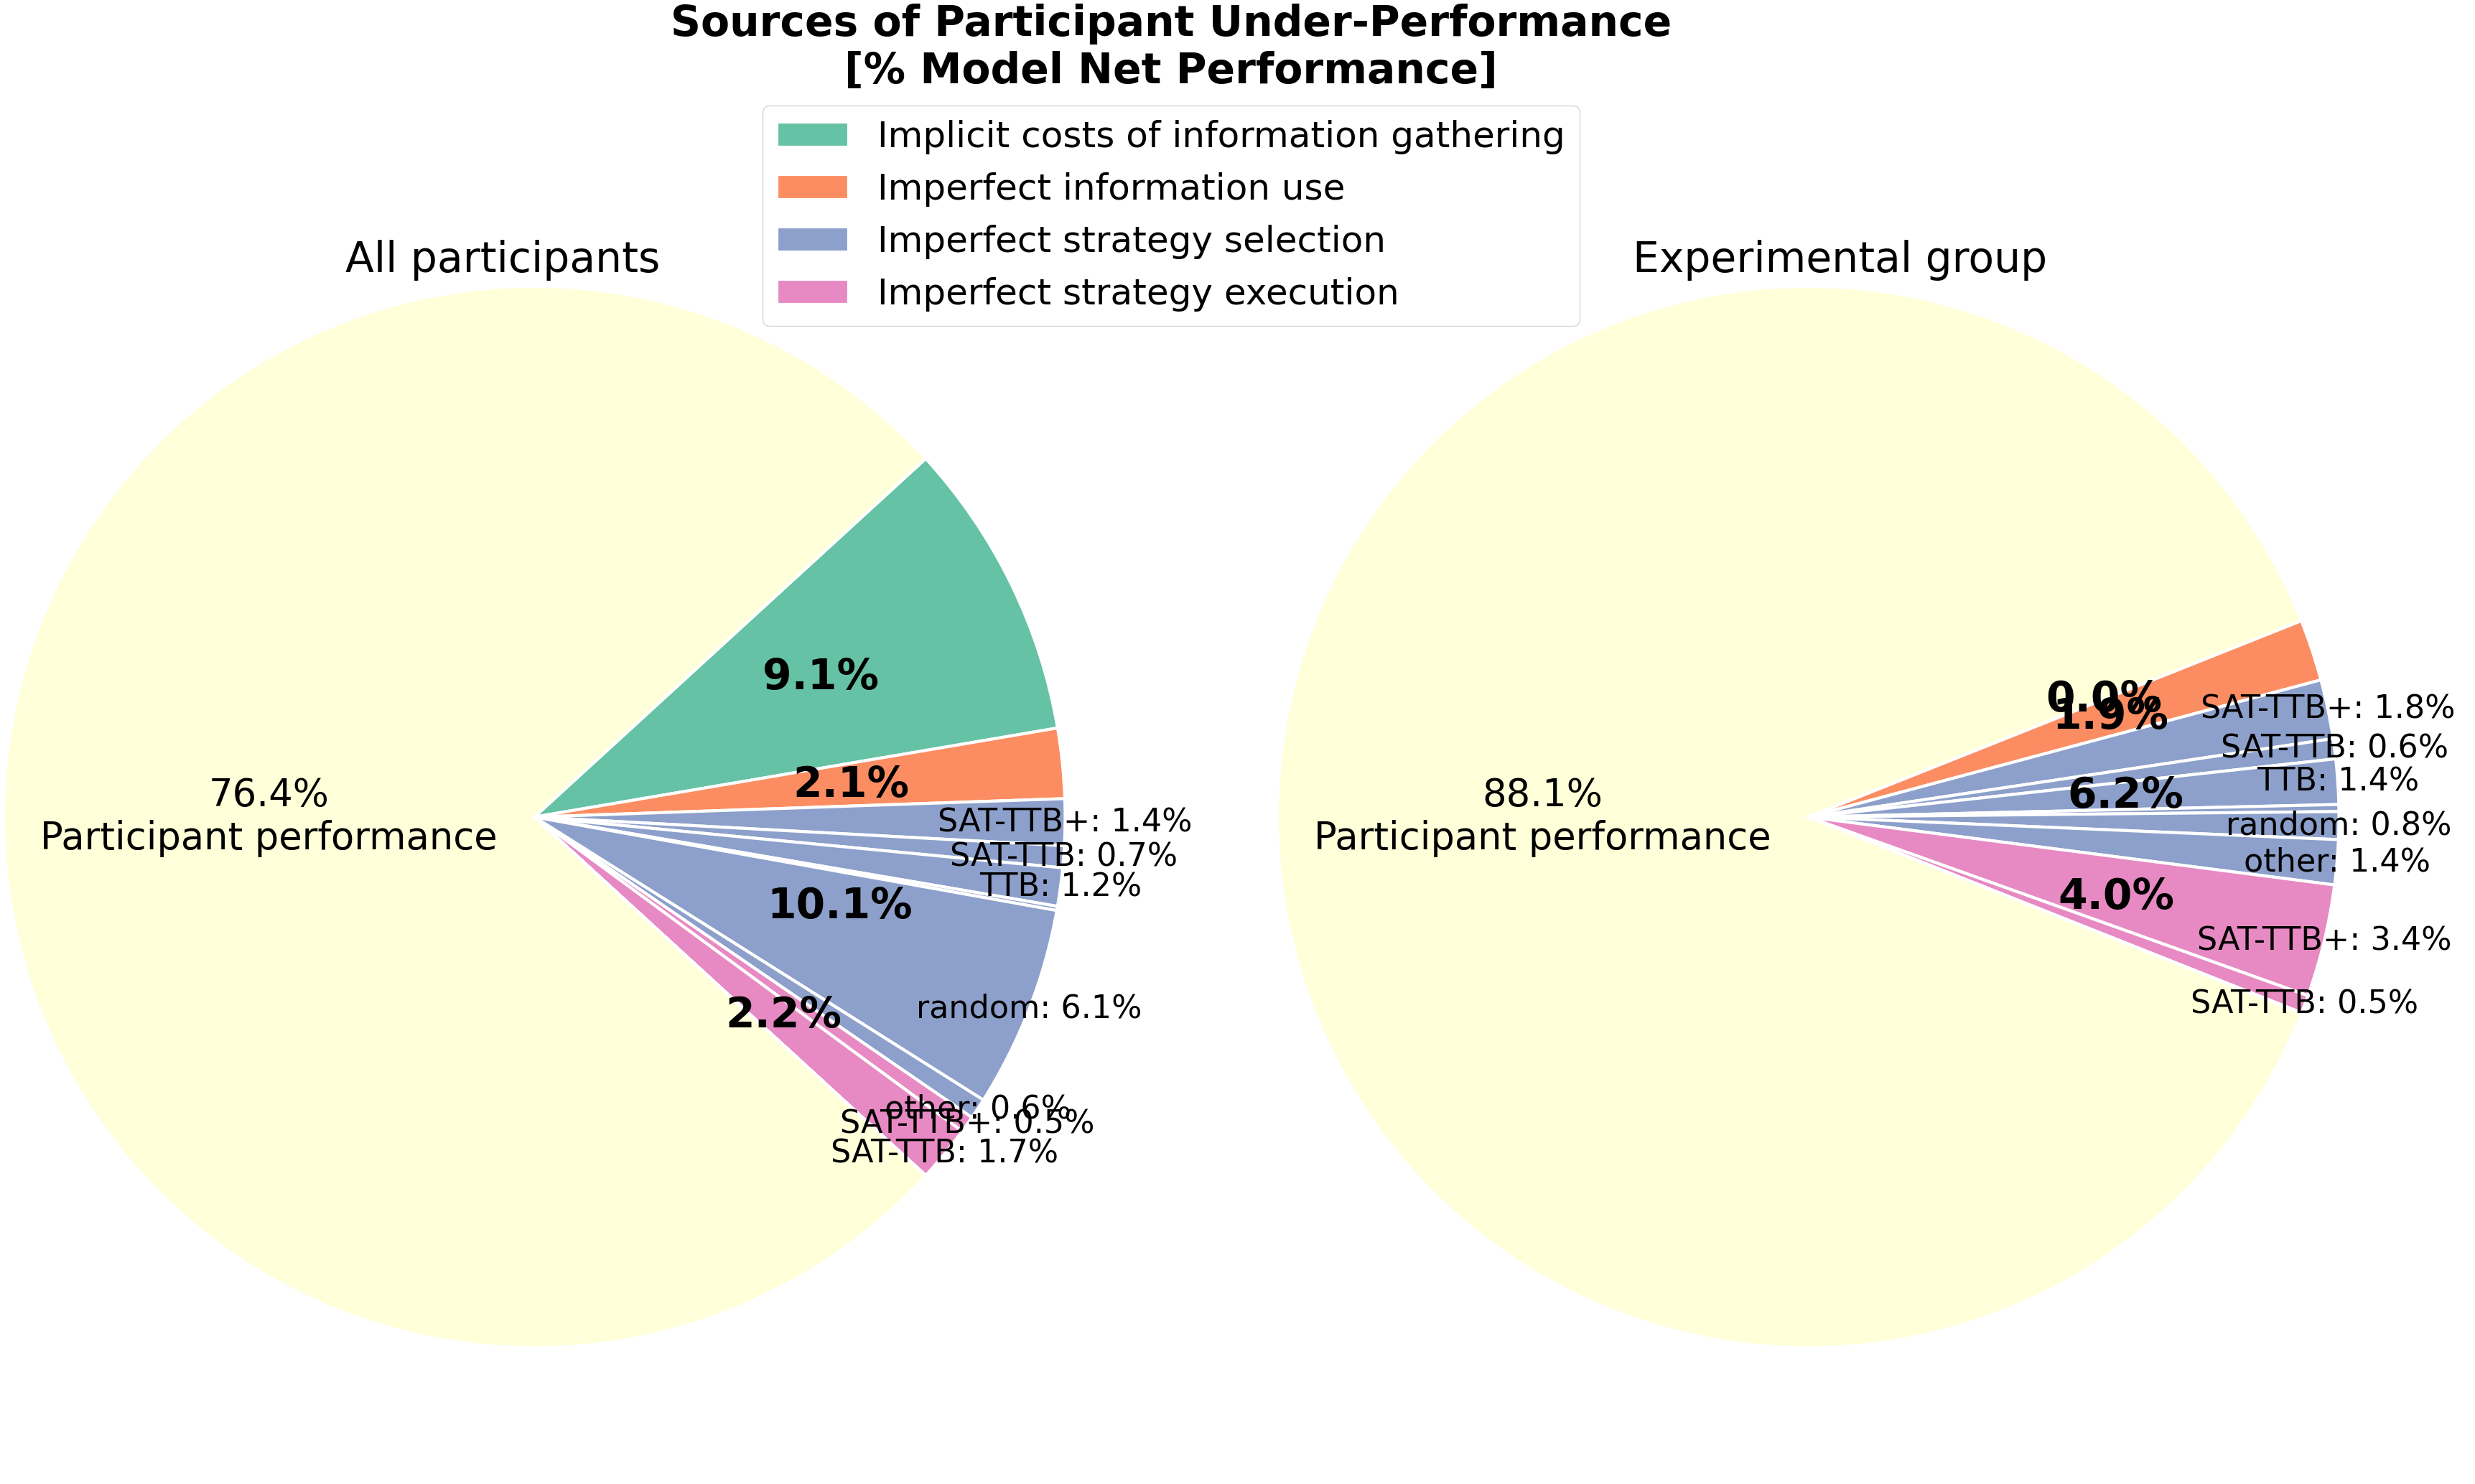 Sources of Participant Under-Performance
[% Model Net Performance]
Implicit costs of information gathering
Imperfect information use
Imperfect strategy selection
Imperfect strategy execution
All participants
76.4%
Participant performance
9.1%
2.1%
SAT-TTB+: 1.4%
SAT-TTB: 0.7%
TTB: 1.2%
10.1%
random: 6.1%
2.2%
other: 0.6%
SAT-TTB+: 0.5%
SAT-TTB: 1.7%
Experimental group
88.1%
Participant performance
0.0%
1.9%
SAT-TTB+: 1.8%
SAT-TTB: 0.6%
TTB: 1.4%
6.2%
random: 0.8%
other: 1.4%
4.0%
SAT-TTB+: 3.4%
SAT-TTB: 0.5%